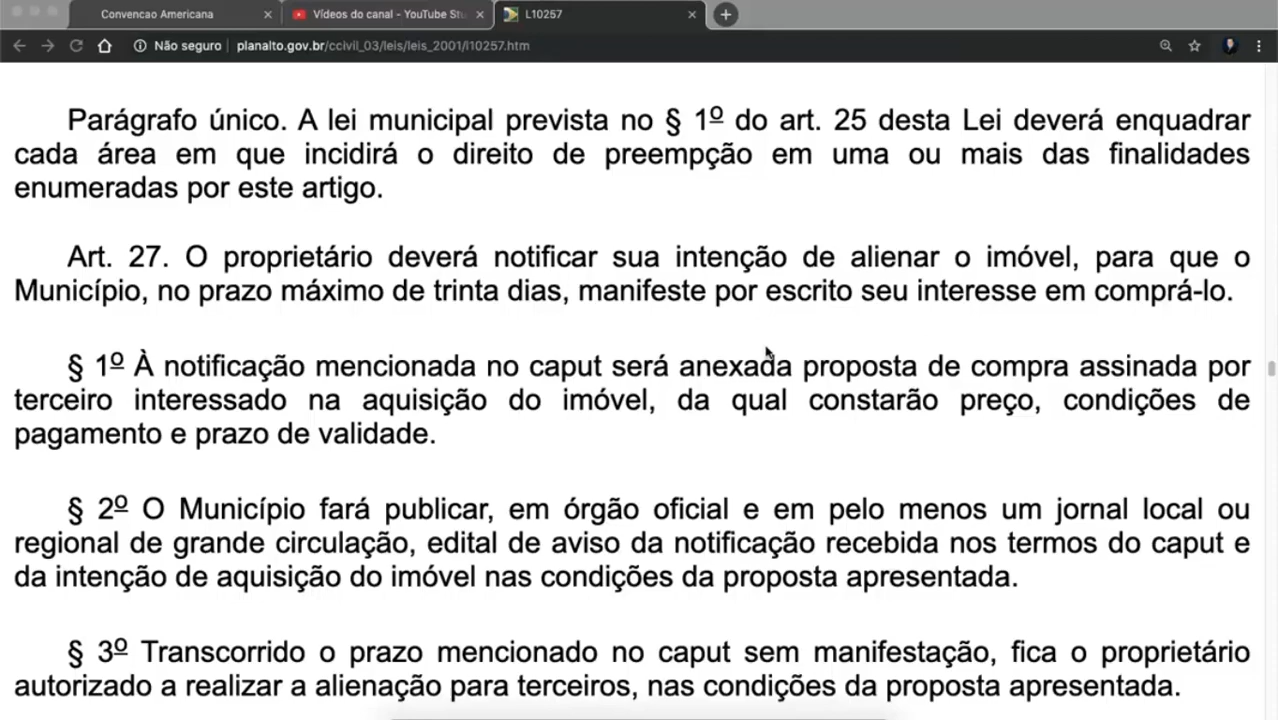 Convencao Americana
Vídeos do canal - YouTube Stu
L10257
Não seguro planalto.gov.br/ccivil_03/leis/leis_2001/l10257.htm
Parágrafo único. A lei municipal prevista no § 1º do art. 25 desta Lei deverá enquadrar
cada área em que incidirá o direito de preempção em uma ou mais das finalidades
enumeradas por este artigo.
Art. 27. O proprietário deverá notificar sua intenção de alienar o imóvel, para que o
Município, no prazo máximo de trinta dias, manifeste por escrito seu interesse em comprá-lo.
§ 1º À notificação mencionada no caput será anexada proposta de compra assinada por
terceiro interessado na aquisição do imóvel, da qual constarão preço, condições de
pagamento e prazo de validade.
§ 2º O Município fará publicar, em órgão oficial e em pelo menos um jornal local ou
regional de grande circulação, edital de aviso da notificação recebida nos termos do caput e
da intenção de aquisição do imóvel nas condições da proposta apresentada.
§ 3º Transcorrido o prazo mencionado no caput sem manifestação, fica o proprietário
autorizado a realizar a alienação para terceiros, nas condições da proposta apresentada.